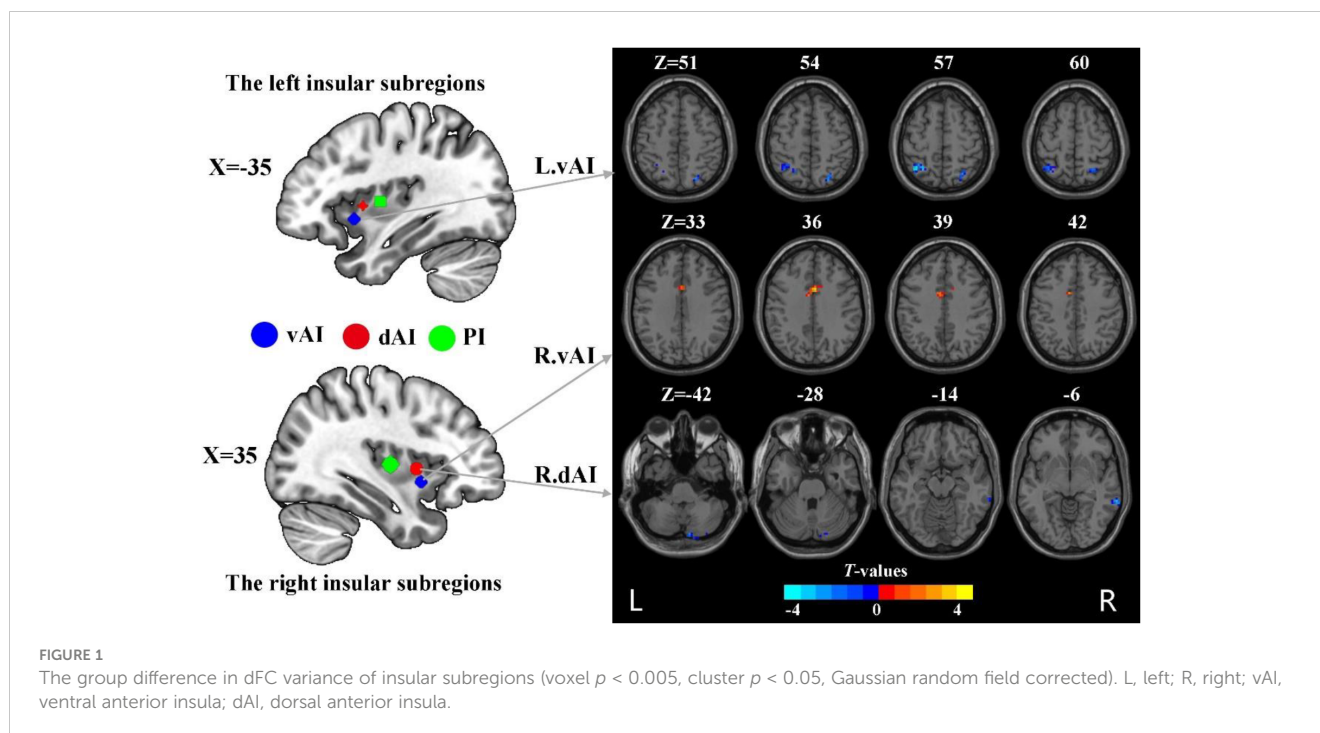 The left insular subregions
X=-35
L.vAI
vAI dAI PI
R.vAI
X=35
R.dAI
The right insular subregions
Z=51 54 57 60
Z=33 36 39 42
Z=-42 -28 -14 -6
T-values
-4 0 4
L R
FIGURE 1
The group difference in dFC variance of insular subregions (voxel p < 0.005, cluster p < 0.05, Gaussian random field corrected). L, left; R, right; vAI,
ventral anterior insula; dAI, dorsal anterior insula.